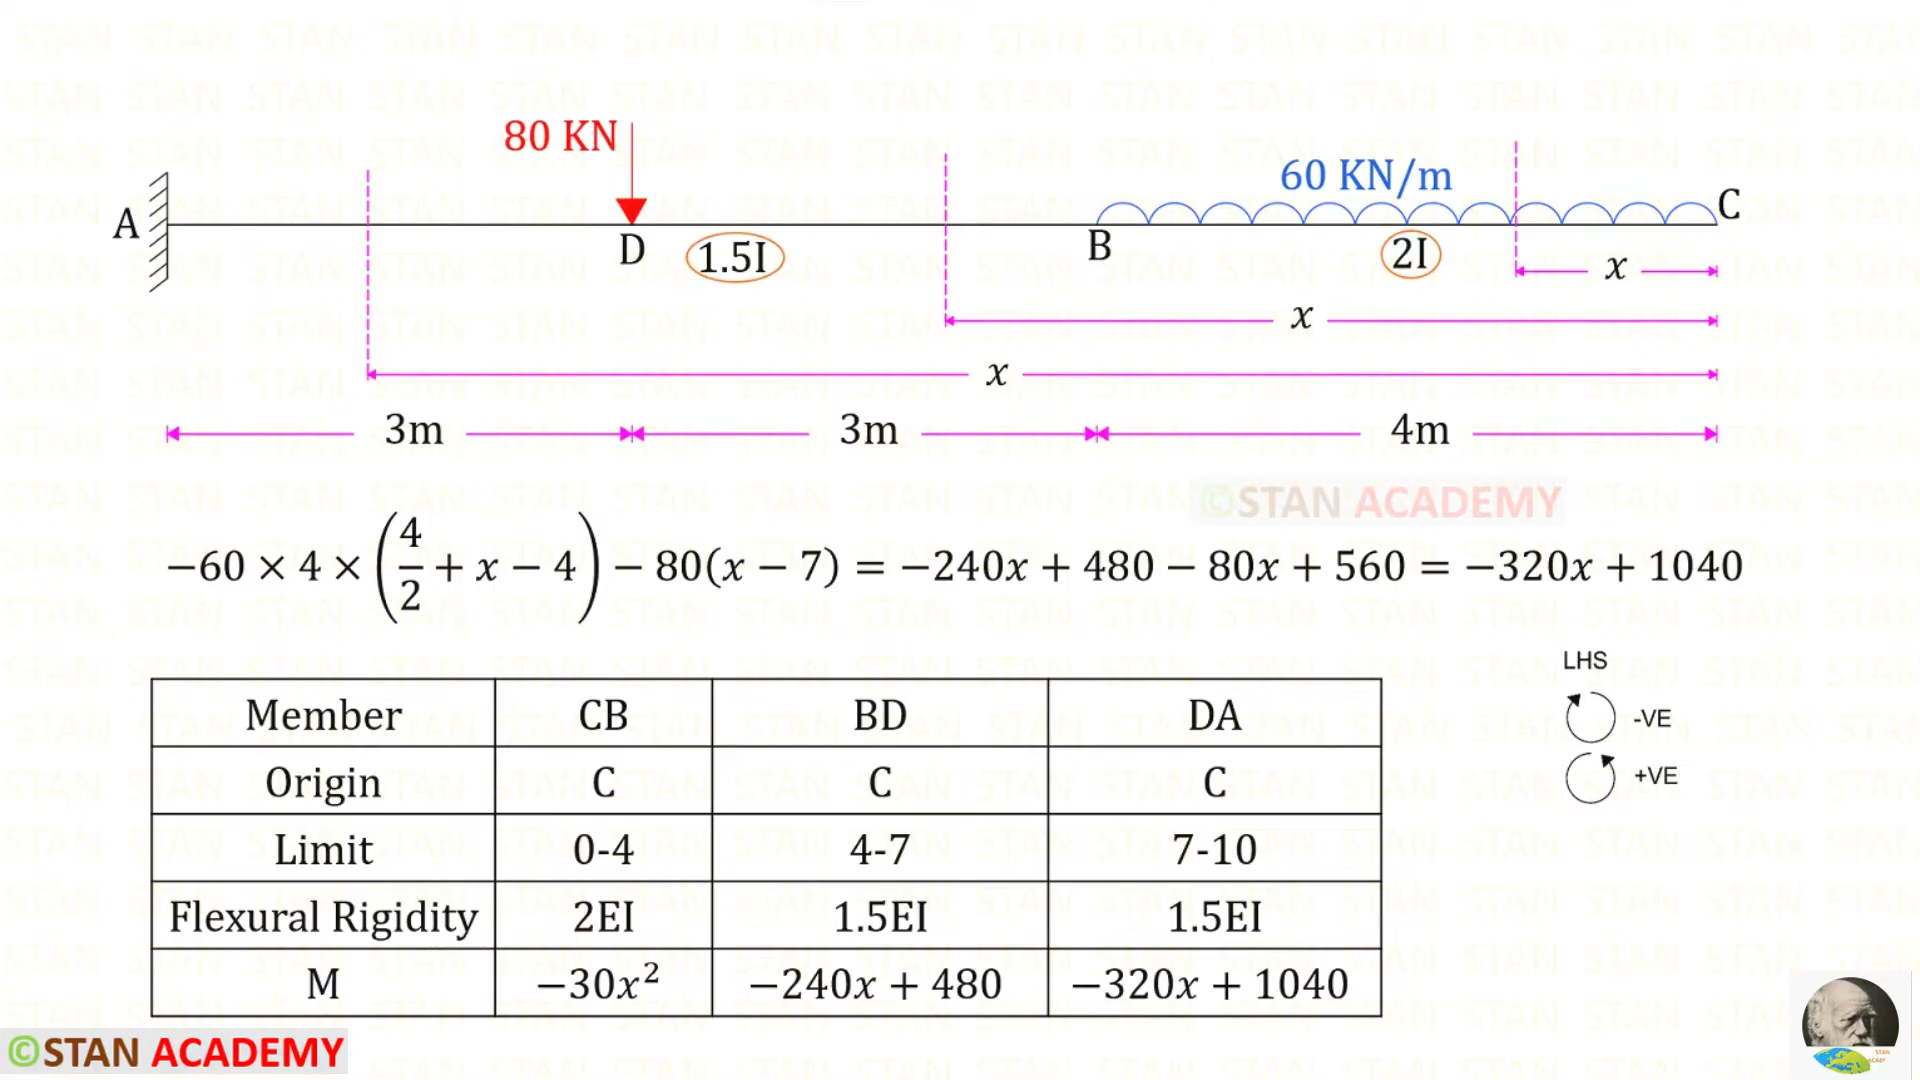 80 KN
60 KN/m
A
D
1.5I
B
2I
C
x
x
x
3m
3m
4m
©STAN ACADEMY
−60 × 4 × (4/2 + x − 4) − 80(x − 7) = −240x + 480 − 80x + 560 = −320x + 1040
LHS
-VE
+VE
Member CB BD DA
Origin C C C
Limit 0-4 4-7 7-10
Flexural Rigidity 2EI 1.5EI 1.5EI
M −30x² −240x + 480 −320x + 1040
©STAN ACADEMY